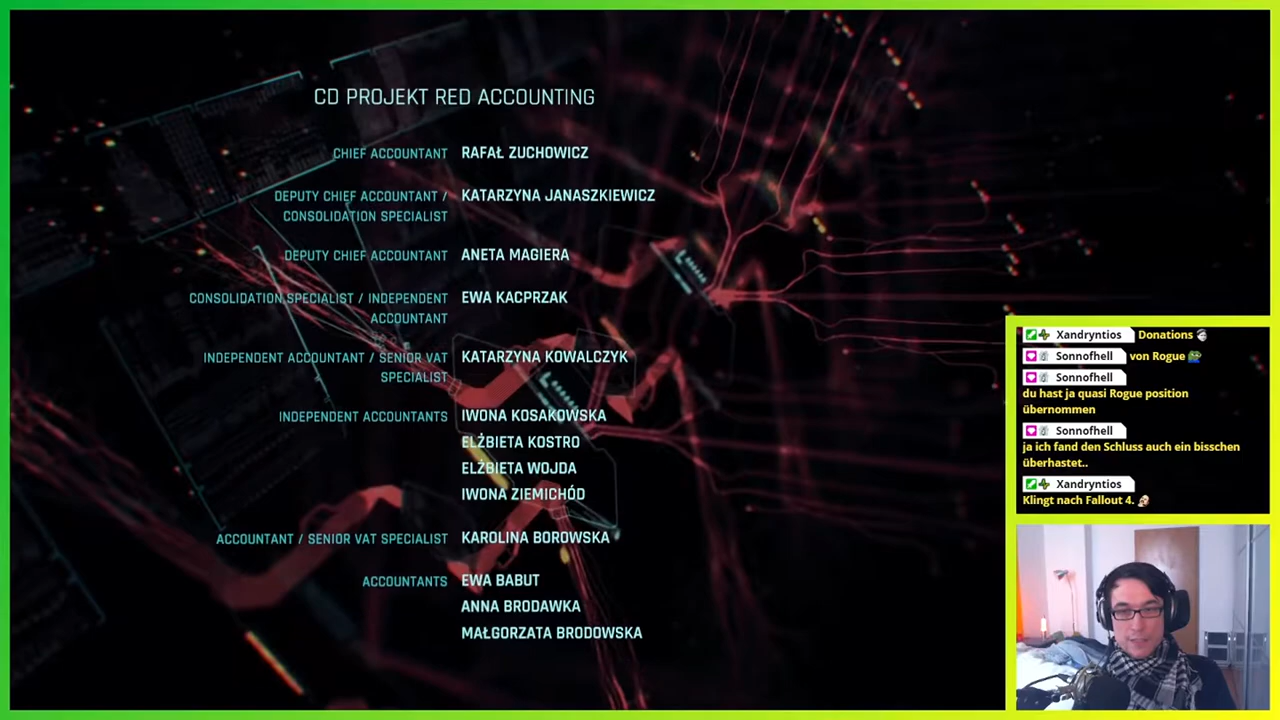 CD PROJEKT RED ACCOUNTING
CHIEF ACCOUNTANT RAFAŁ ZUCHOWICZ
DEPUTY CHIEF ACCOUNTANT / KATARZYNA JANASZKIEWICZ
CONSOLIDATION SPECIALIST
DEPUTY CHIEF ACCOUNTANT ANETA MAGIERA
CONSOLIDATION SPECIALIST / INDEPENDENT EWA KACPRZAK
ACCOUNTANT
INDEPENDENT ACCOUNTANT / SENIOR VAT KATARZYNA KOWALCZYK
SPECIALIST
INDEPENDENT ACCOUNTANTS IWONA KOSAKOWSKA
ELŻBIETA KOSTRO
ELŻBIETA WOJDA
IWONA ZIEMICHÓD
ACCOUNTANT / SENIOR VAT SPECIALIST KAROLINA BOROWSKA
ACCOUNTANTS EWA BABUT
ANNA BRODAWKA
MAŁGORZATA BRODOWSKA
Xandryntios Donations
Sonnofhell von Rogue
Sonnofhell
du hast ja quasi Rogue position
übernommen
Sonnofhell
ja ich fand den Schluss auch ein bisschen
überhastet..
Xandryntios
Klingt nach Fallout 4.